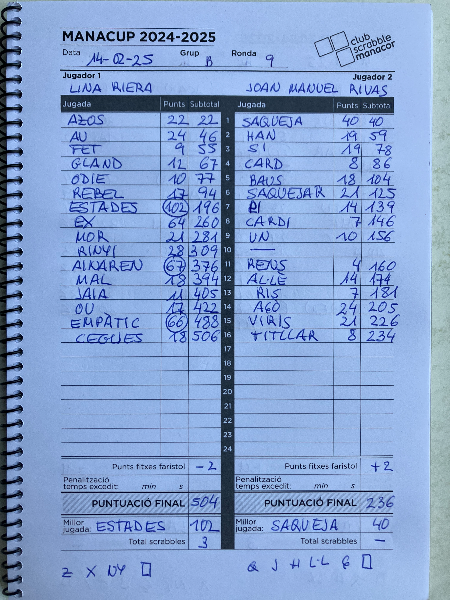 MANACUP 2024-2025
club scrabble manacor
Data 14-02-25 Grup B Ronda 9
Jugador 1 Jugador 2
LINA RIERA JOAN MANUEL RIVAS
Jugada Punts Subtotal Jugada Punts Subtotal
AZOS 22 22 1 SAQUEJA 40 40
AU 24 46 2 HAN 19 59
FET 9 55 3 SI 19 78
GLAND 12 67 4 CARD 8 86
ODIE 10 77 5 BAUS 18 104
REBEL 17 94 6 SAQUEJAR 21 125
ESTADES 102 196 7 PI 14 139
EX 64 260 8 CARDI 7 146
MOR 21 281 9 UN 10 156
RINYI 28 309 10 —
AINAREN 67 376 11 RENS 4 160
MAL 18 394 12 AL·LE 14 174
JAIA 11 405 13 RIS 7 181
OU 17 422 14 24 205
EMPATIC 66 488 15 VIRIS 21 226
CEGUES 18 506 16 TITLLAR 8 234
17
18
19
20
21
22
23
24
Punts fitxes faristol -2 Punts fitxes faristol +2
Penalització temps excedit: min s Penalització temps excedit: min s
PUNTUACIÓ FINAL 504 PUNTUACIÓ FINAL 236
Millor jugada: ESTADES 102 Millor jugada: SAQUEJA 40
Total scrabbles 3 Total scrabbles —
Z X NY Q J H L·L Ç